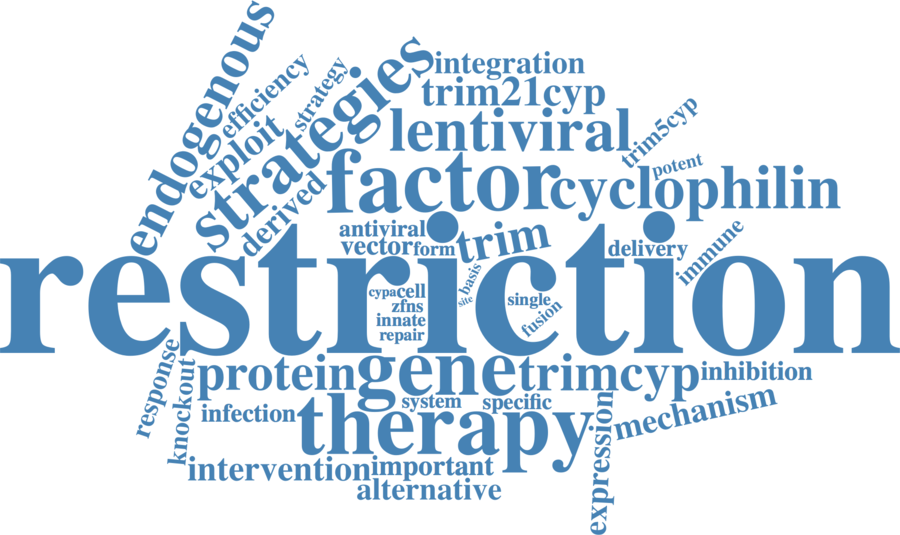 endogenous
efficiency
strategy
exploit
strategies
derived
integration
trim21cyp
lentiviral
trim5cyp
potent
factor
cyclophilin
antiviral
vector
form
trim
delivery
immune
restriction
basis
site
cypa
cell
zfns
innate
repair
single
fusion
response
knockout
protein
gene
trimcyp
inhibition
infection
system
specific
therapy
expression
mechanism
intervention
important
alternative